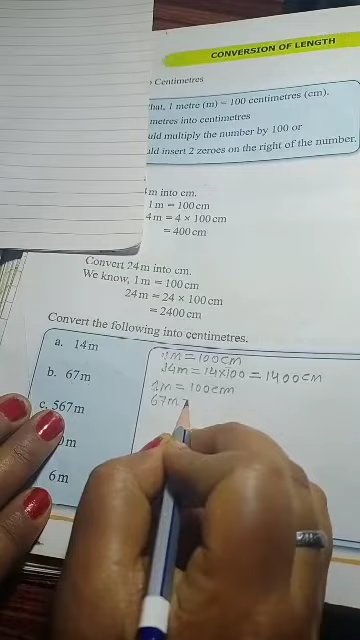 CONVERSION OF LENGTH
Centimetres
that, 1 metre (m) = 100 centimetres (cm).
metres into centimetres
uld multiply the number by 100 or
uld insert 2 zeroes on the right of the number.
4m into cm.
1 m = 100 cm
4 m = 4 × 100 cm
= 400 cm
Convert 24 m into cm.
We know, 1 m = 100 cm
24 m = 24 × 100 cm
= 2400 cm
Convert the following into centimetres.
a. 14 m
1m = 100cm
14m = 14×100 = 1400cm
b. 67 m
1m = 100cm
67m =
c. 567 m
0m
6 m